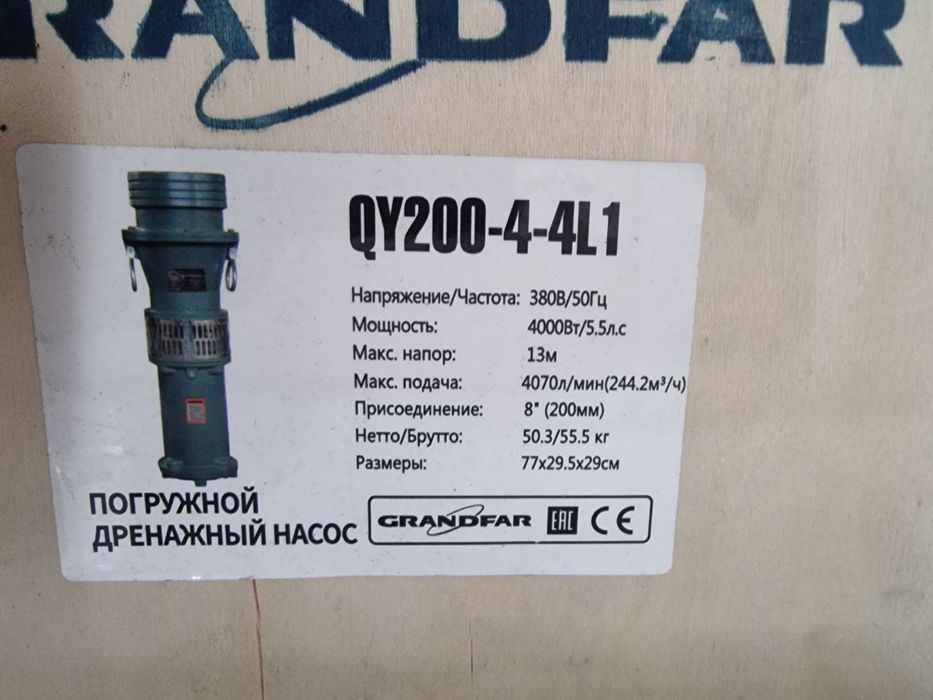 GRANDFAR
QY200-4-4L1
Напряжение/Частота: 380В/50Гц
Мощность: 4000Вт/5.5л.с
Макс. напор: 13м
Макс. подача: 4070л/мин(244.2м³/ч)
Присоединение: 8" (200мм)
Нетто/Брутто: 50.3/55.5 кг
Размеры: 77x29.5x29см
ПОГРУЖНОЙ
ДРЕНАЖНЫЙ НАСОС
GRANDFAR EAC CE